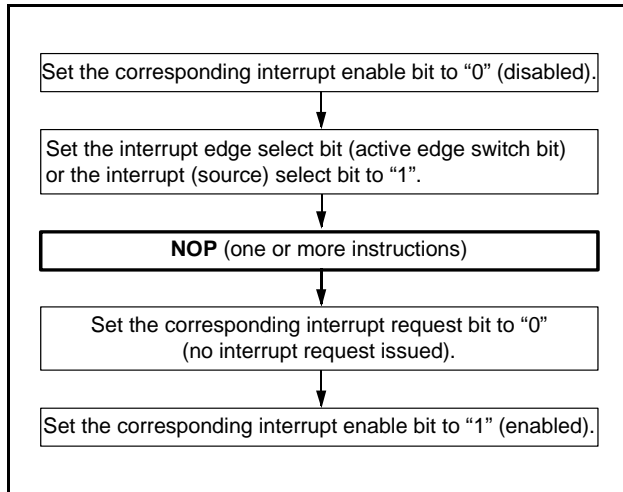 Set the corresponding interrupt enable bit to “0” (disabled).
Set the interrupt edge select bit (active edge switch bit)
or the interrupt (source) select bit to “1”.
NOP (one or more instructions)
Set the corresponding interrupt request bit to “0”
(no interrupt request issued).
Set the corresponding interrupt enable bit to “1” (enabled).